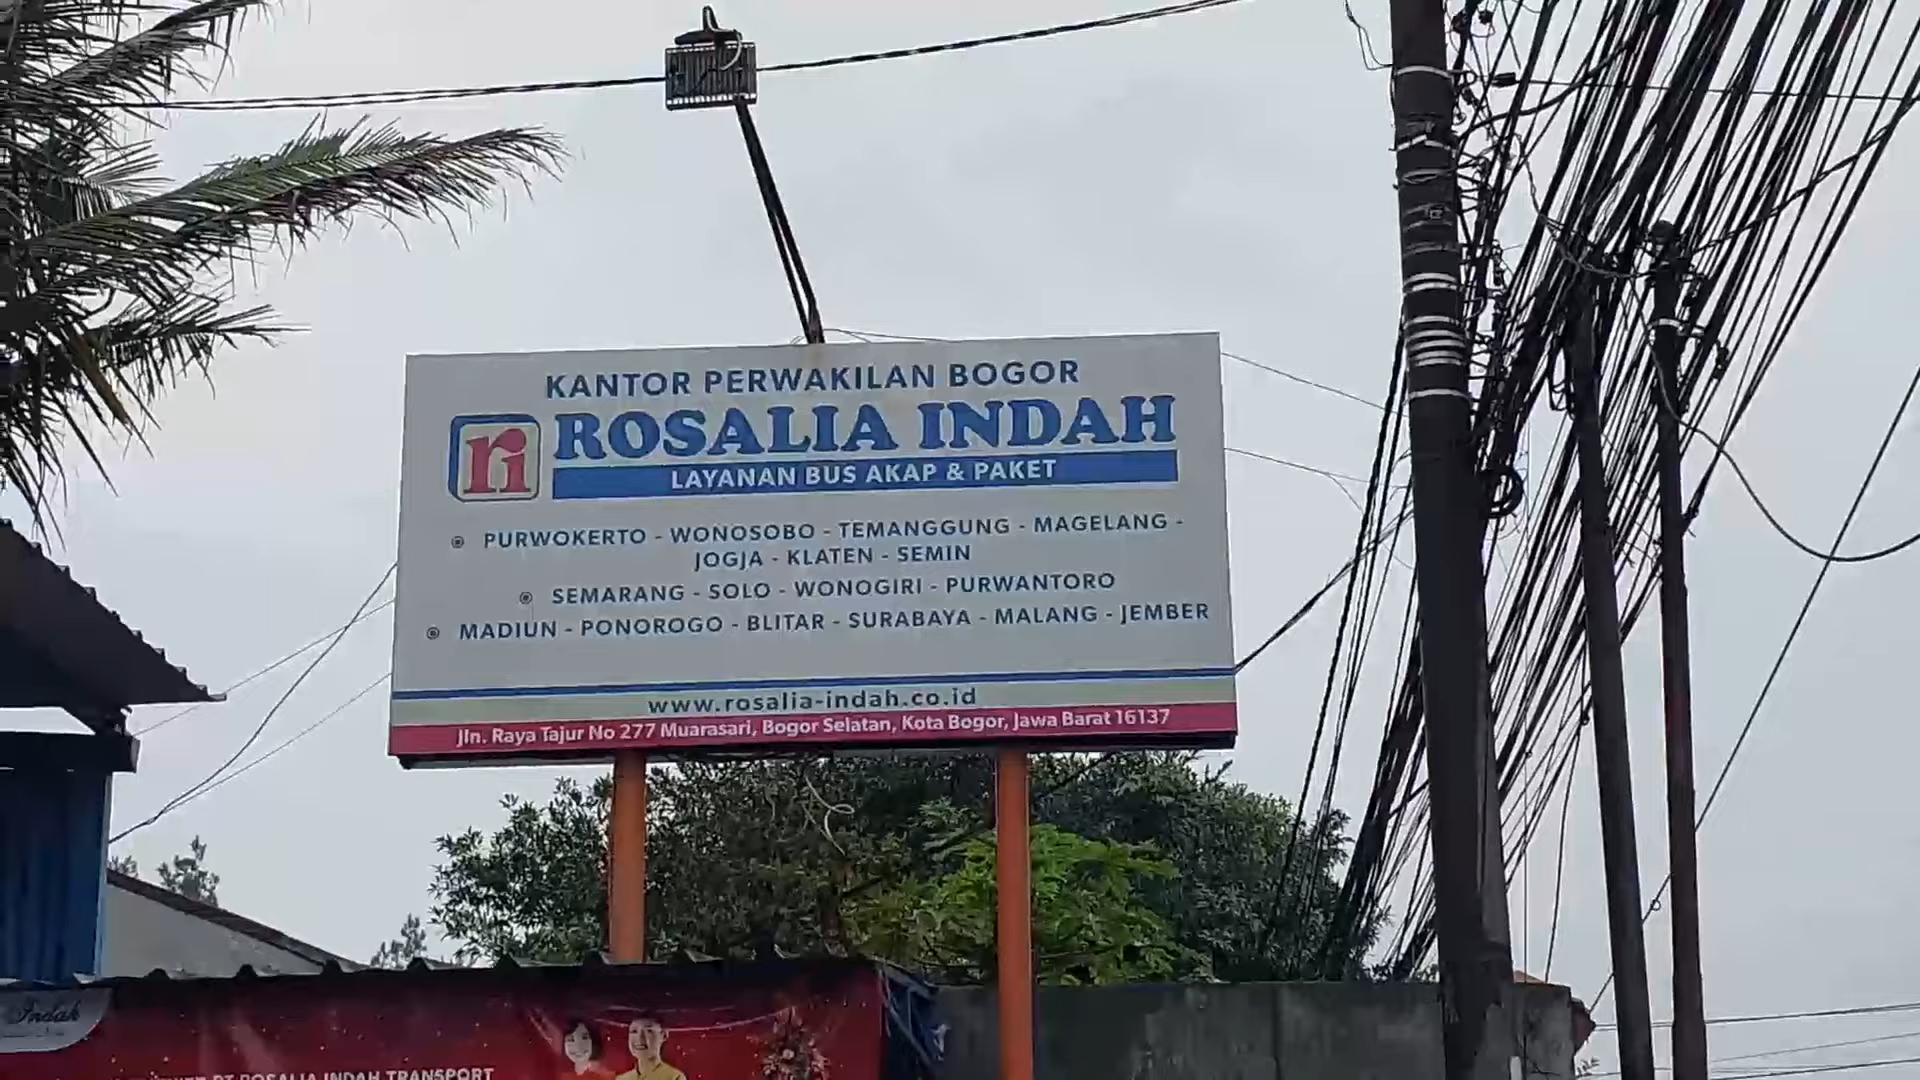 KANTOR PERWAKILAN BOGOR
ri ROSALIA INDAH
LAYANAN BUS AKAP & PAKET
PURWOKERTO - WONOSOBO - TEMANGGUNG - MAGELANG -
JOGJA - KLATEN - SEMIN
SEMARANG - SOLO - WONOGIRI - PURWANTORO
MADIUN - PONOROGO - BLITAR - SURABAYA - MALANG - JEMBER
www.rosalia-indah.co.id
Jln. Raya Tajur No 277 Muarasari, Bogor Selatan, Kota Bogor, Jawa Barat 16137
Indah
PT ROSALIA INDAH TRANSPORT